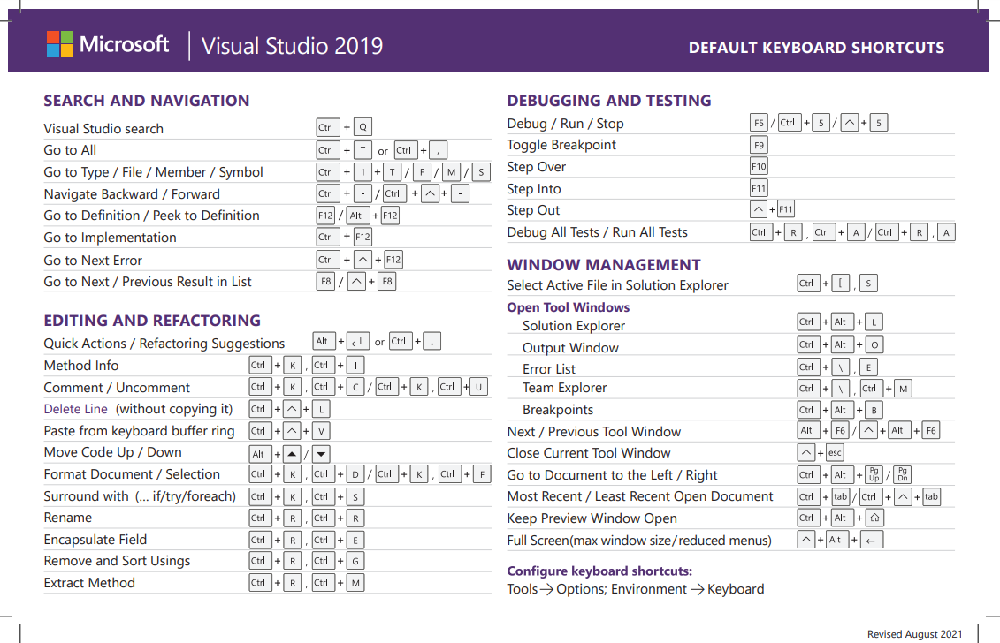 Microsoft | Visual Studio 2019
DEFAULT KEYBOARD SHORTCUTS
SEARCH AND NAVIGATION
Visual Studio search Ctrl + Q
Go to All Ctrl + T or Ctrl + ,
Go to Type / File / Member / Symbol Ctrl + 1 + T / F / M / S
Navigate Backward / Forward Ctrl + - / Ctrl + ^ + -
Go to Definition / Peek to Definition F12 / Alt + F12
Go to Implementation Ctrl + F12
Go to Next Error Ctrl + ^ + F12
Go to Next / Previous Result in List F8 / ^ + F8
EDITING AND REFACTORING
Quick Actions / Refactoring Suggestions Alt + ↵ or Ctrl + .
Method Info Ctrl + K , Ctrl + I
Comment / Uncomment Ctrl + K , Ctrl + C / Ctrl + K , Ctrl + U
Delete Line (without copying it) Ctrl + ^ + L
Paste from keyboard buffer ring Ctrl + ^ + V
Move Code Up / Down Alt + ▲ / ▼
Format Document / Selection Ctrl + K , Ctrl + D / Ctrl + K , Ctrl + F
Surround with (... if/try/foreach) Ctrl + K , Ctrl + S
Rename Ctrl + R , Ctrl + R
Encapsulate Field Ctrl + R , Ctrl + E
Remove and Sort Usings Ctrl + R , Ctrl + G
Extract Method Ctrl + R , Ctrl + M
DEBUGGING AND TESTING
Debug / Run / Stop F5 / Ctrl + 5 / ^ + 5
Toggle Breakpoint F9
Step Over F10
Step Into F11
Step Out ^ + F11
Debug All Tests / Run All Tests Ctrl + R , Ctrl + A / Ctrl + R , A
WINDOW MANAGEMENT
Select Active File in Solution Explorer Ctrl + [ , S
Open Tool Windows
Solution Explorer Ctrl + Alt + L
Output Window Ctrl + Alt + O
Error List Ctrl + \ , E
Team Explorer Ctrl + \ , Ctrl + M
Breakpoints Ctrl + Alt + B
Next / Previous Tool Window Alt + F6 / ^ + Alt + F6
Close Current Tool Window ^ + esc
Go to Document to the Left / Right Ctrl + Alt + Pg Up / Pg Dn
Most Recent / Least Recent Open Document Ctrl + tab / Ctrl + ^ + tab
Keep Preview Window Open Ctrl + Alt + ⌂
Full Screen(max window size/reduced menus) ^ + Alt + ↵
Configure keyboard shortcuts:
Tools → Options; Environment → Keyboard
Revised August 2021